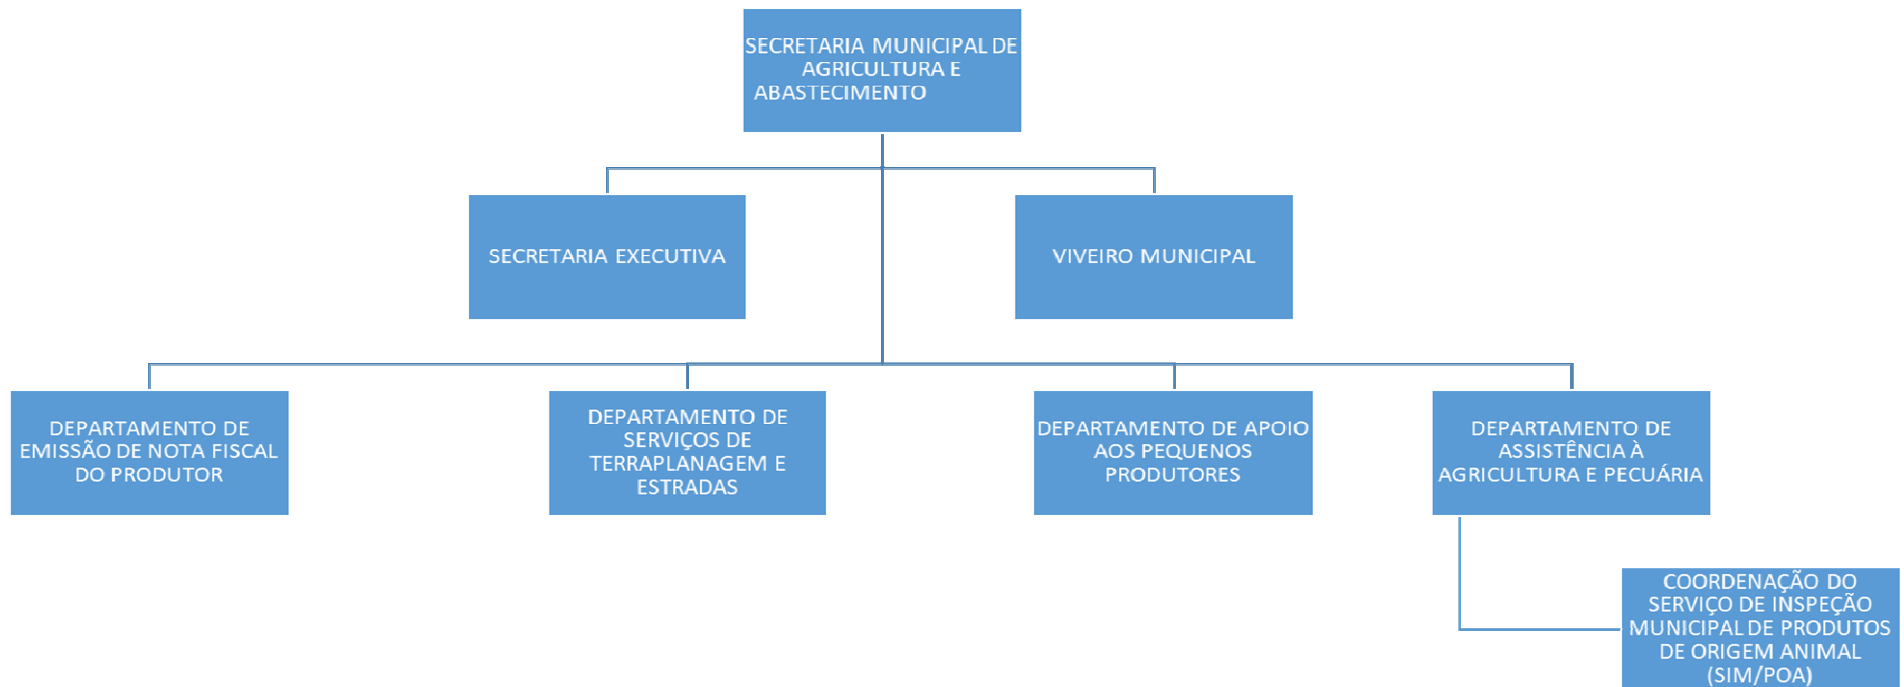 SECRETARIA MUNICIPAL DE
AGRICULTURA E
ABASTECIMENTO
SECRETARIA EXECUTIVA
VIVEIRO MUNICIPAL
DEPARTAMENTO DE
EMISSÃO DE NOTA FISCAL
DO PRODUTOR
DEPARTAMENTO DE
SERVIÇOS DE
TERRAPLANAGEM E
ESTRADAS
DEPARTAMENTO DE APOIO
AOS PEQUENOS
PRODUTORES
DEPARTAMENTO DE
ASSISTÊNCIA À
AGRICULTURA E PECUÁRIA
COORDENAÇÃO DO
SERVIÇO DE INSPEÇÃO
MUNICIPAL DE PRODUTOS
DE ORIGEM ANIMAL
(SIM/POA)